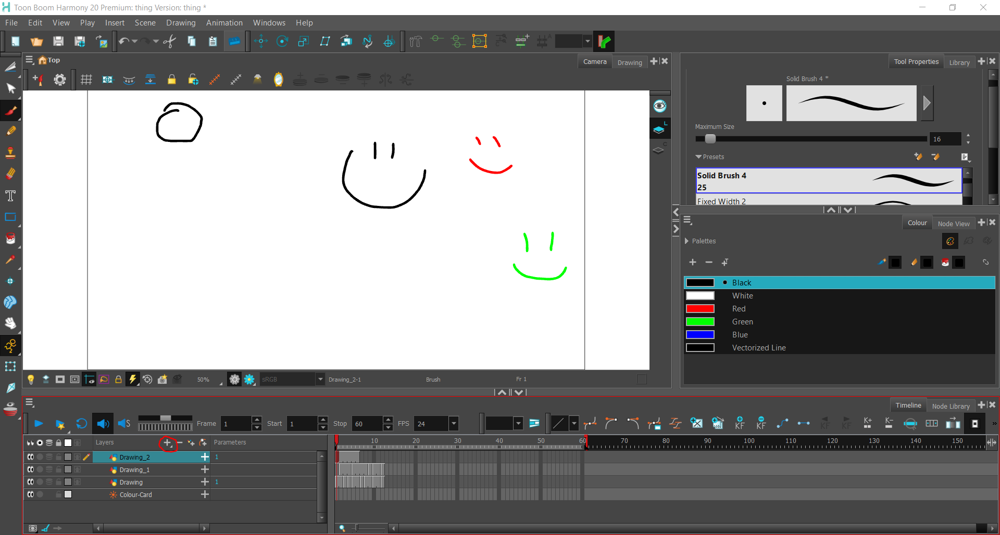 Toon Boom Harmony 20 Premium: thing Version: thing *
File Edit View Play Insert Scene Drawing Animation Windows Help
Top
Camera Drawing
Tool Properties Library
Solid Brush 4 *
L
Maximum Size
16
C
Presets
Solid Brush 4
25
Fixed Width 2
Colour Node View
Palettes
Black
White
Red
Green
Blue
Vectorized Line
50% sRGB Drawing_2-1 Brush Fr 1
Timeline Node Library
S Frame 1 Start 1 Stop 60 FPS 24 KF KF KF KF K+ K- »
Layers Parameters 10 20 30 40 50 60 70 80 90 100 110 120 130 140 150
Drawing_2 1
Drawing_1
Drawing 1
Colour-Card